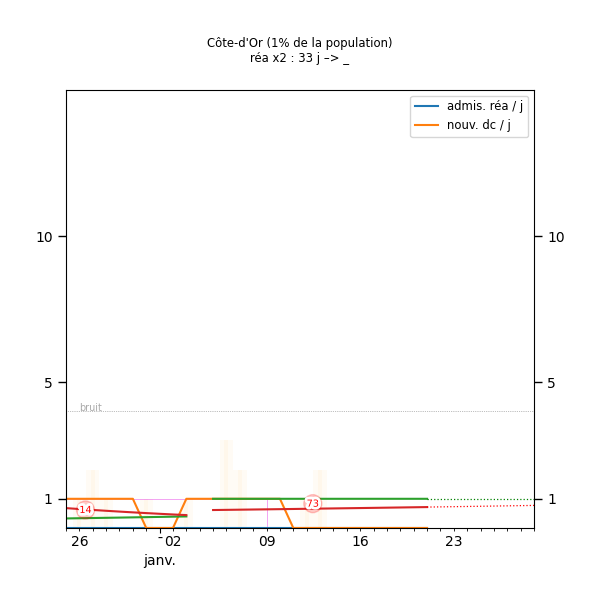 Côte-d'Or (1% de la population)
réa x2 : 33 j –> _
admis. réa / j
nouv. dc / j
10
10
5
5
bruit
1
1
14
73
26
02
09
16
23
janv.